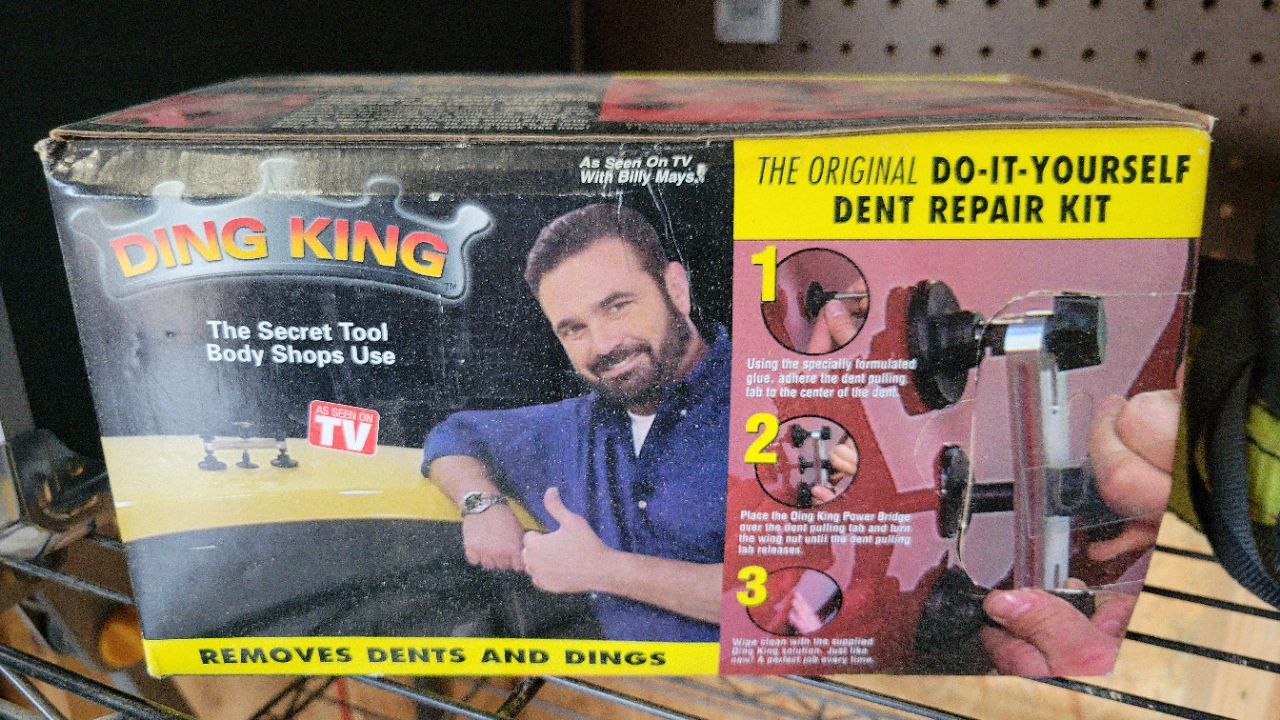 As Seen On TV
With Billy Mays.
DING KING
TM
The Secret Tool
Body Shops Use
AS SEEN ON
TV
REMOVES DENTS AND DINGS
THE ORIGINAL DO-IT-YOURSELF
DENT REPAIR KIT
1
Using the specially formulated
glue, adhere the dent pulling
tab to the center of the dent.
2
Place the Ding King Power Bridge
over the dent pulling tab and turn
the wing nut until the dent pulling
tab releases.
3
Wipe clean with the supplied
Ding King solution. Just like
new! A perfect job every time.